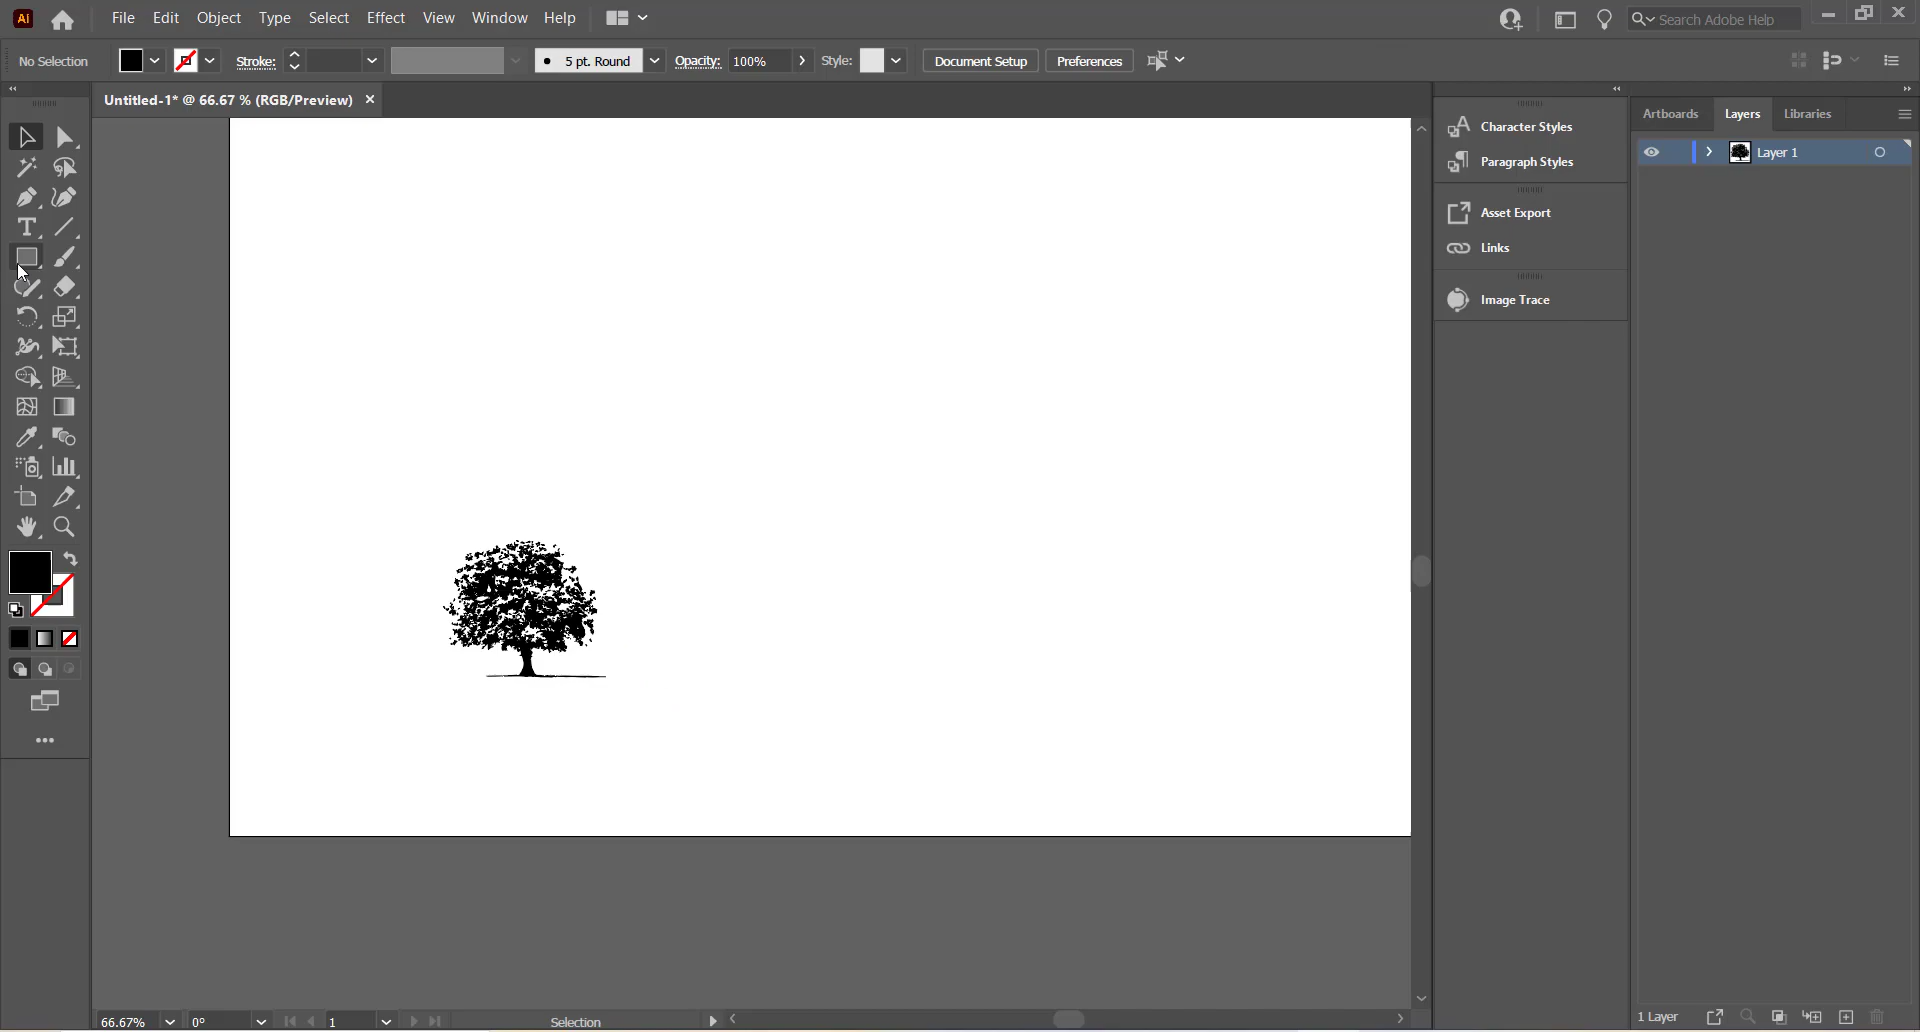 Ai File Edit Object Type Select Effect View Window Help Search Adobe Help
No Selection Stroke: 5 pt. Round Opacity: 100% Style: Document Setup Preferences
Untitled-1* @ 66.67 % (RGB/Preview)
Artboards Layers Libraries
Character Styles
Layer 1
Paragraph Styles
Asset Export
Links
Image Trace
66.67% 0° 1 Selection
1 Layer